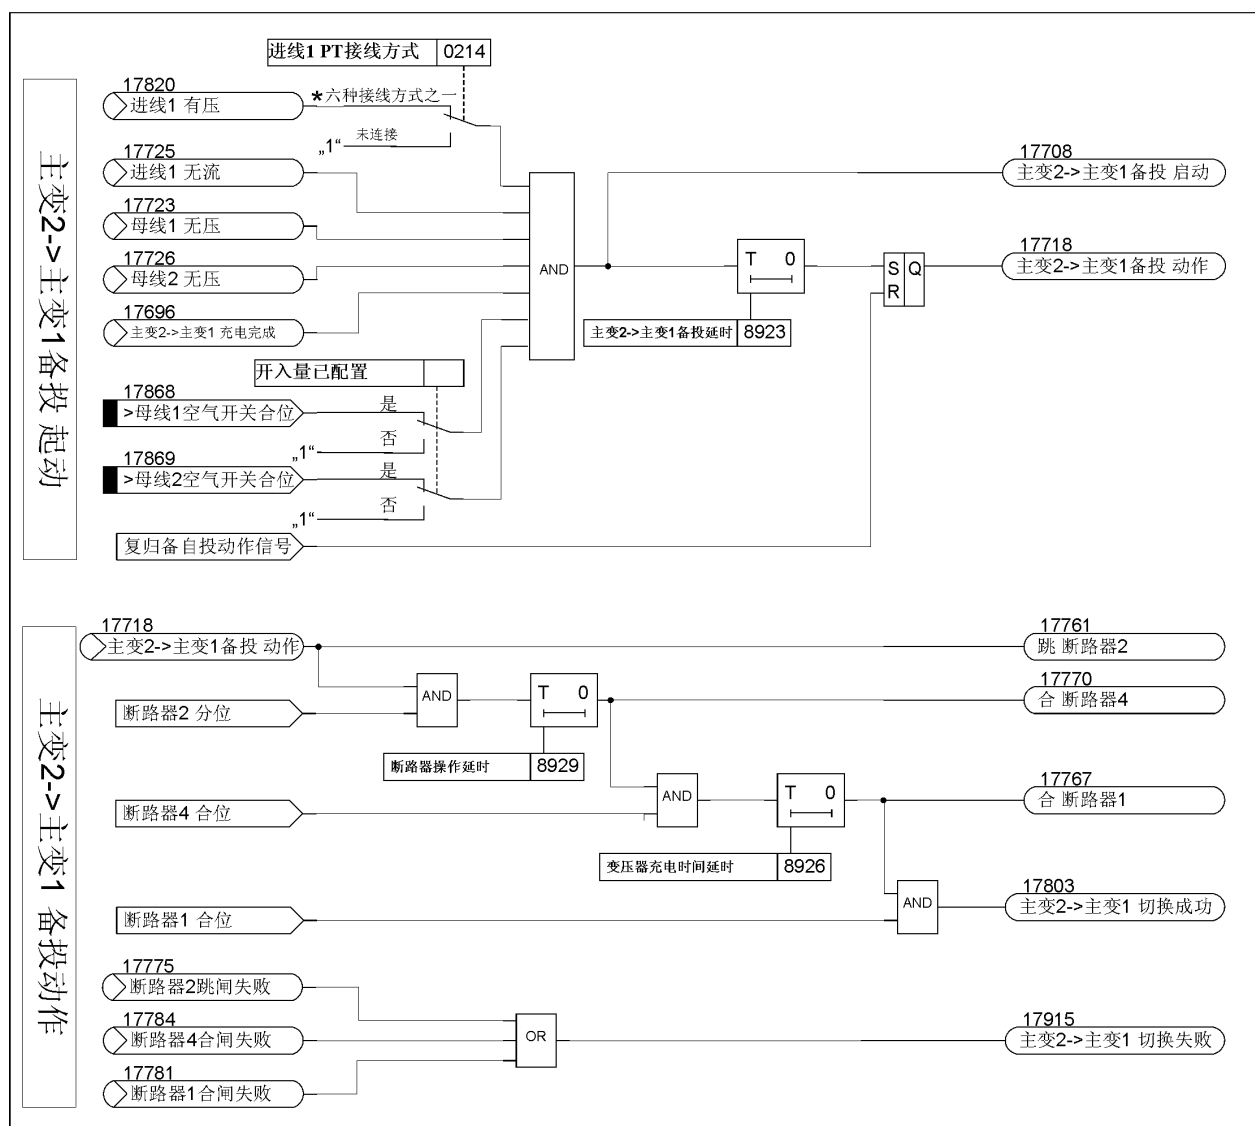 进线1 PT接线方式 0214
主变2->主变1备投 起动
17820
进线1 有压
*六种接线方式之一
„1“ 未连接
17725
进线1 无流
17723
母线1 无压
17726
母线2 无压
17696
主变2->主变1 充电完成
AND
17708
主变2->主变1备投 启动
T 0
主变2->主变1备投延时 8923
S Q
R
17718
主变2->主变1备投 动作
开入量已配置
17868
>母线1空气开关合位
是
否
„1“
17869
>母线2空气开关合位
是
否
„1“
复归备自投动作信号
主变2->主变1 备投动作
17718
主变2->主变1备投 动作
17761
跳 断路器2
断路器2 分位
AND
T 0
断路器操作延时 8929
17770
合 断路器4
断路器4 合位
AND
T 0
变压器充电时间延时 8926
17767
合 断路器1
断路器1 合位
AND
17803
主变2->主变1 切换成功
17775
断路器2跳闸失败
17784
断路器4合闸失败
17781
断路器1合闸失败
OR
17915
主变2->主变1 切换失败